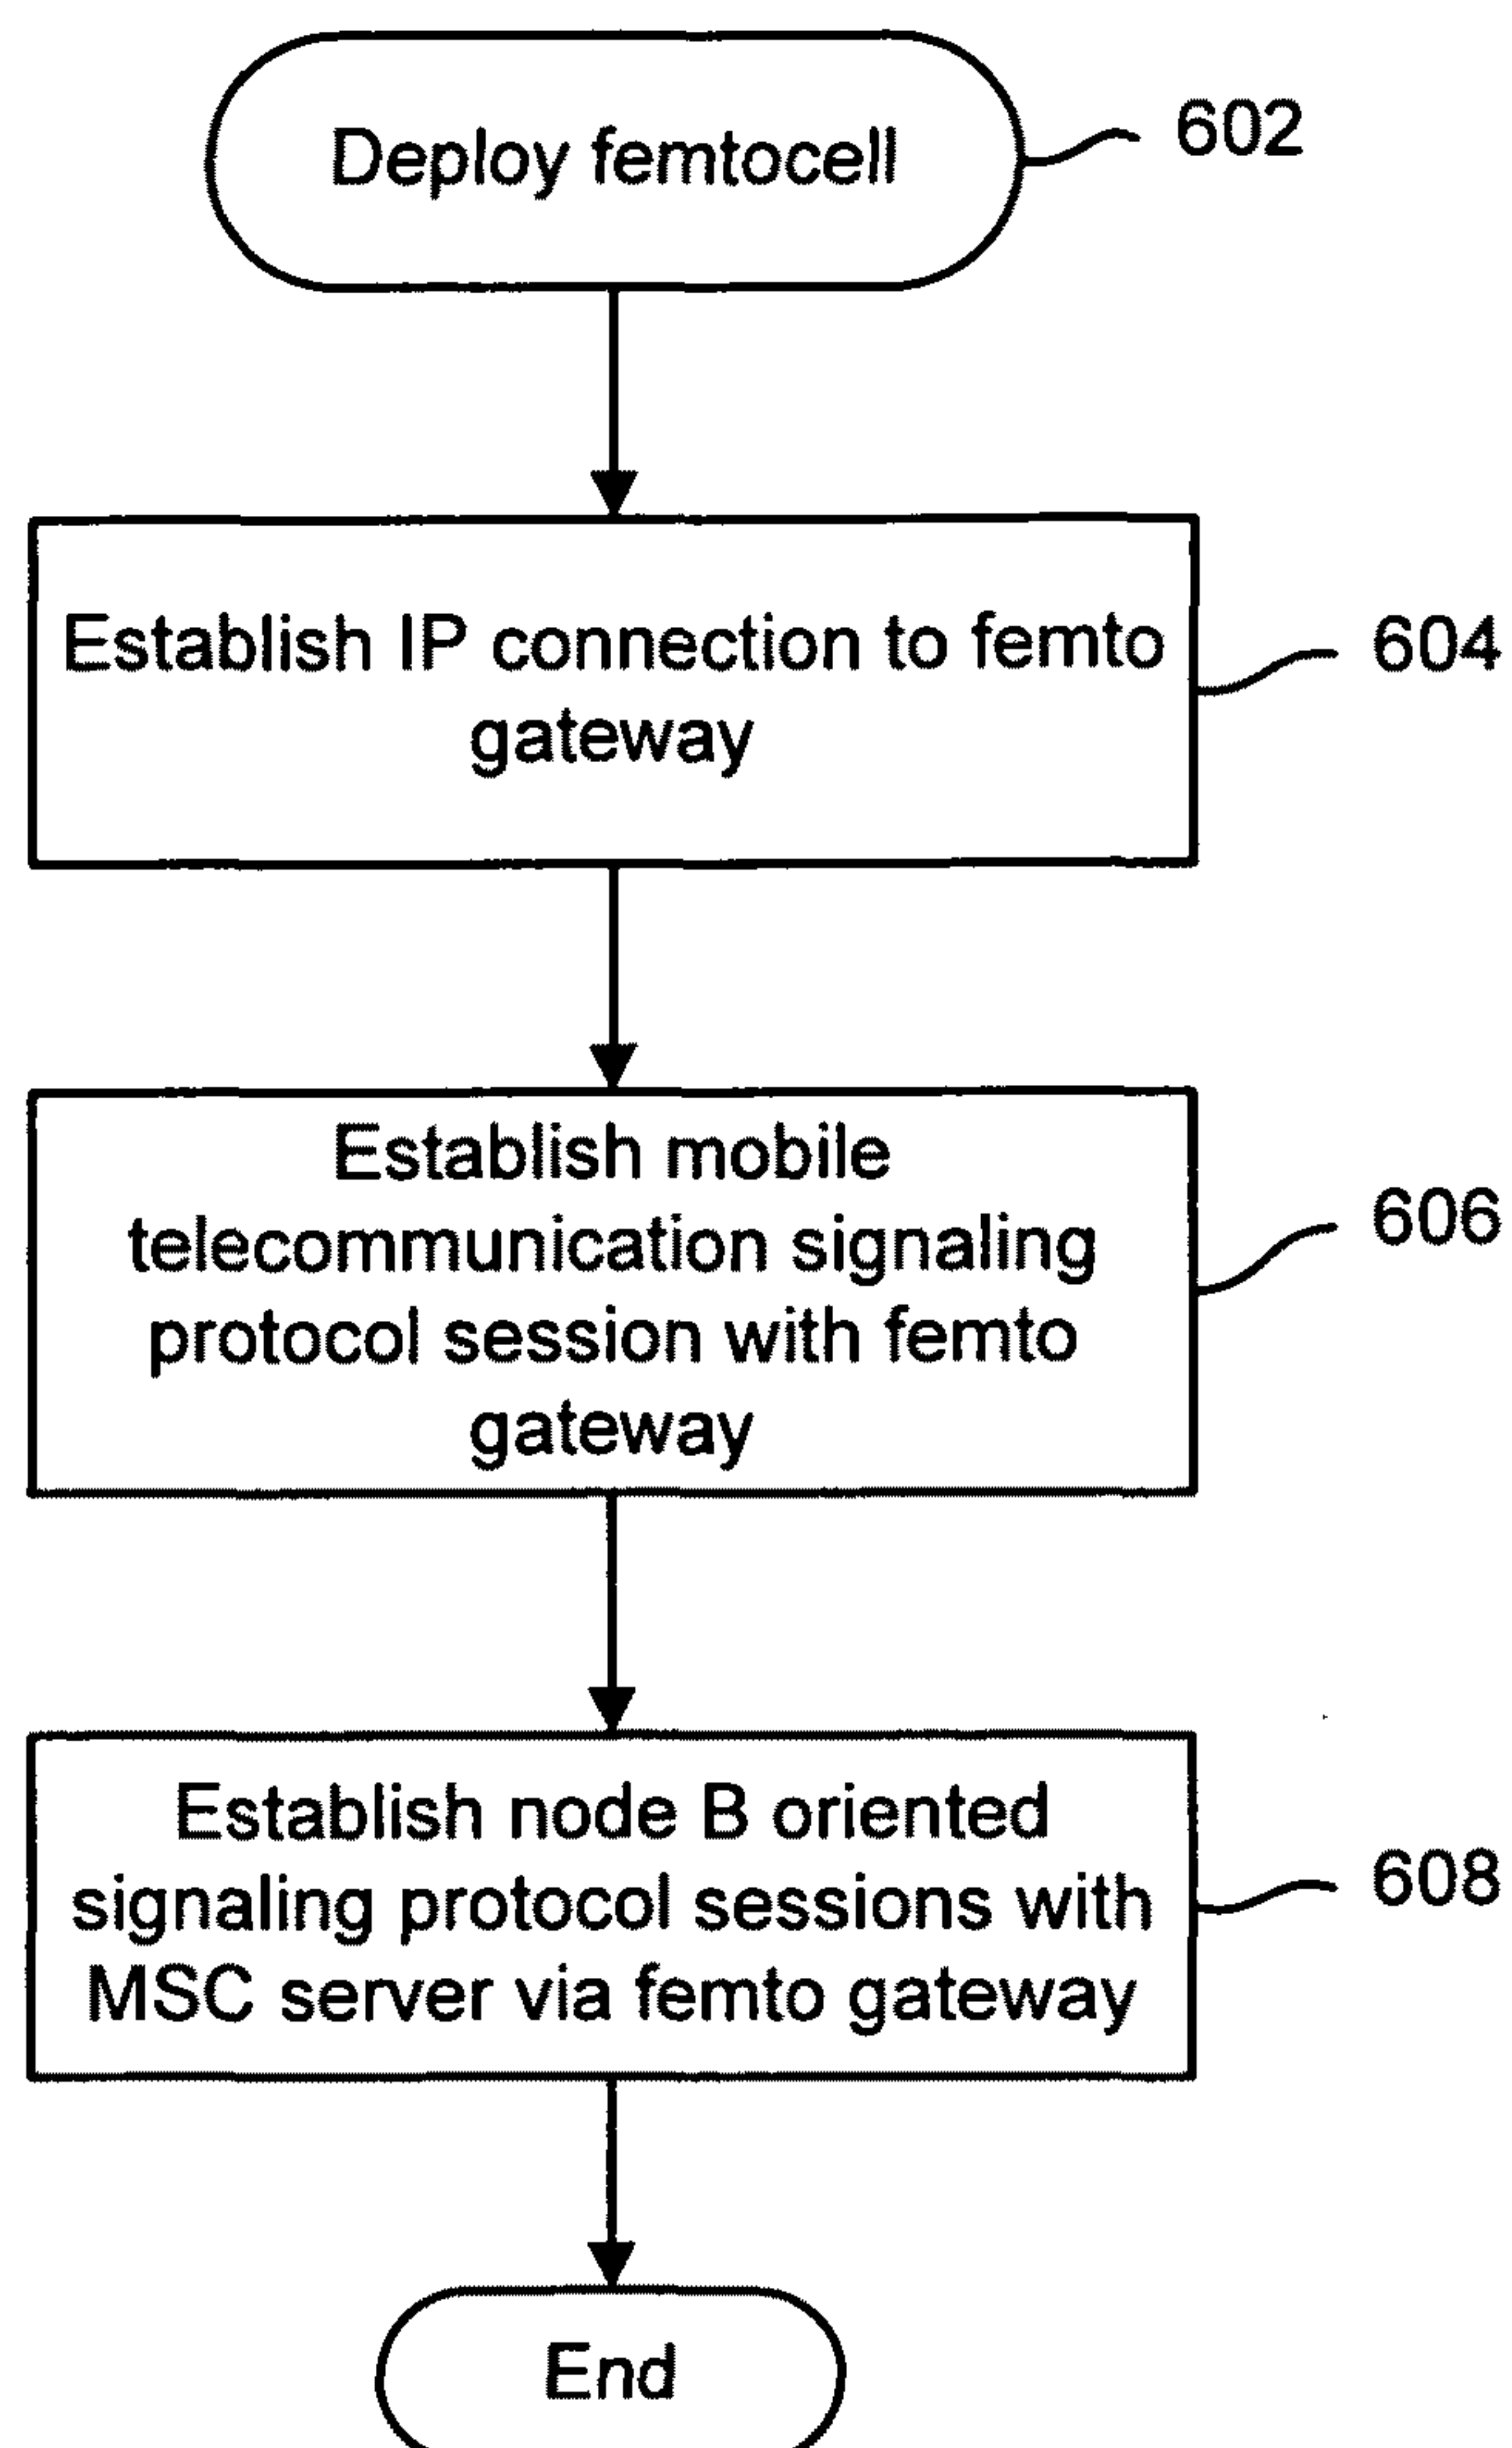 Deploy femtocell
602
Establish IP connection to femto
gateway
604
Establish mobile
telecommunication signaling
protocol session with femto
gateway
606
Establish node B oriented
signaling protocol sessions with
MSC server via femto gateway
608
End